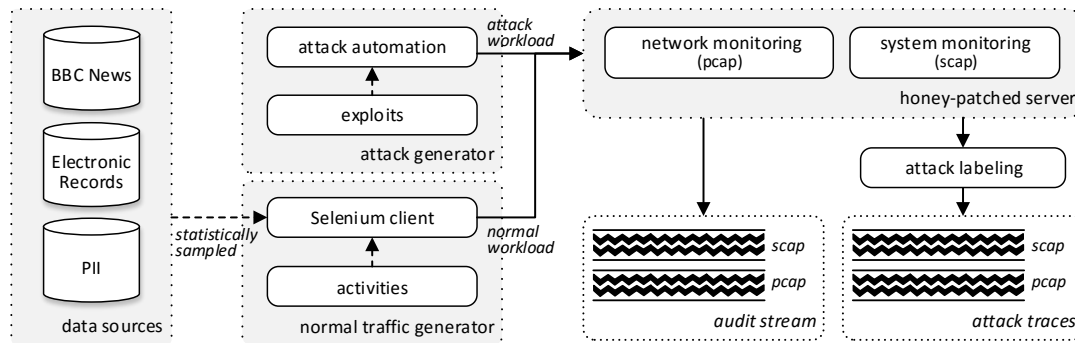 BBC News
Electronic
Records
PII
data sources
statistically
sampled
attack automation
exploits
attack generator
Selenium client
activities
normal traffic generator
attack
workload
normal
workload
network monitoring
(pcap)
system monitoring
(scap)
honey-patched server
attack labeling
scap
pcap
audit stream
scap
pcap
attack traces